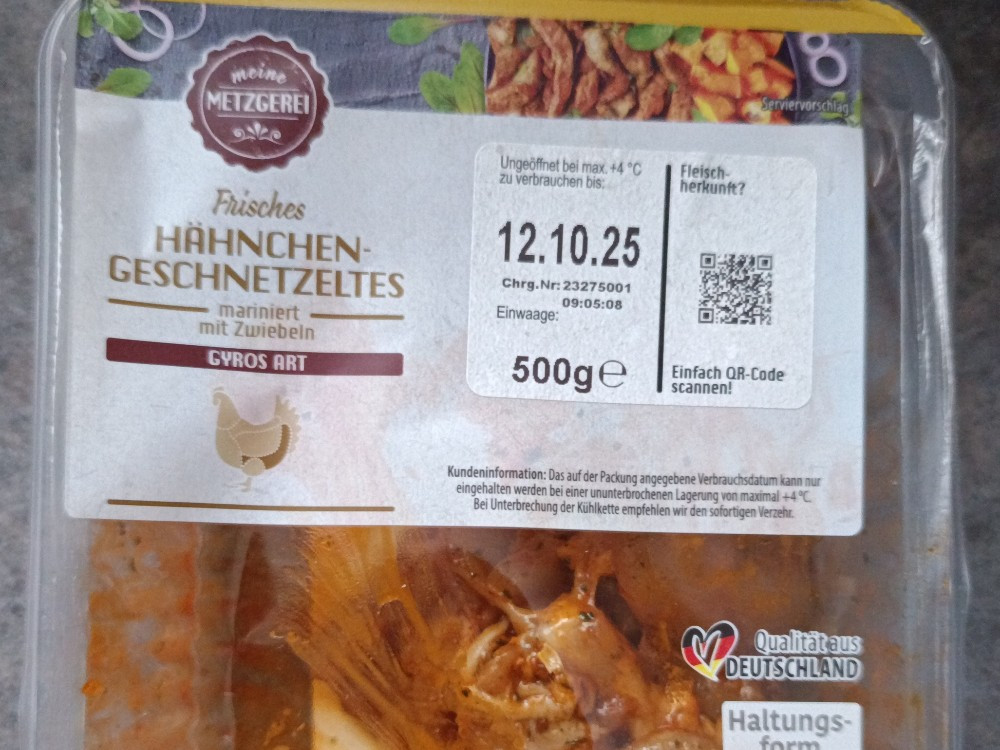 meine
METZGEREI
Serviervorschlag
Frisches
HÄHNCHEN-
GESCHNETZELTES
mariniert
mit Zwiebeln
GYROS ART
Ungeöffnet bei max. +4 °C
zu verbrauchen bis:
12.10.25
Chrg.Nr: 23275001
09:05:08
Einwaage:
500g℮
Fleisch-
herkunft?
Einfach QR-Code
scannen!
Kundeninformation: Das auf der Packung angegebene Verbrauchsdatum kann nur
eingehalten werden bei einer ununterbrochenen Lagerung von maximal +4 °C.
Bei Unterbrechung der Kühlkette empfehlen wir den sofortigen Verzehr.
Qualität aus
DEUTSCHLAND
Haltungs-
form